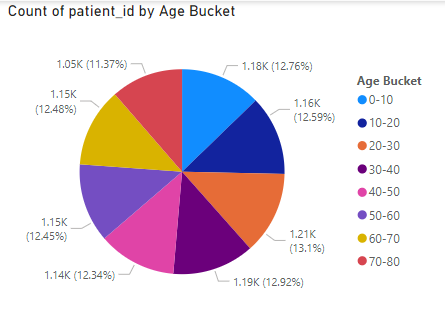 Count of patient_id by Age Bucket
1.05K (11.37%)
1.18K (12.76%)
1.15K
(12.48%)
1.16K
(12.59%)
1.15K
(12.45%)
1.21K
(13.1%)
1.14K (12.34%)
1.19K (12.92%)
Age Bucket
0-10
10-20
20-30
30-40
40-50
50-60
60-70
70-80